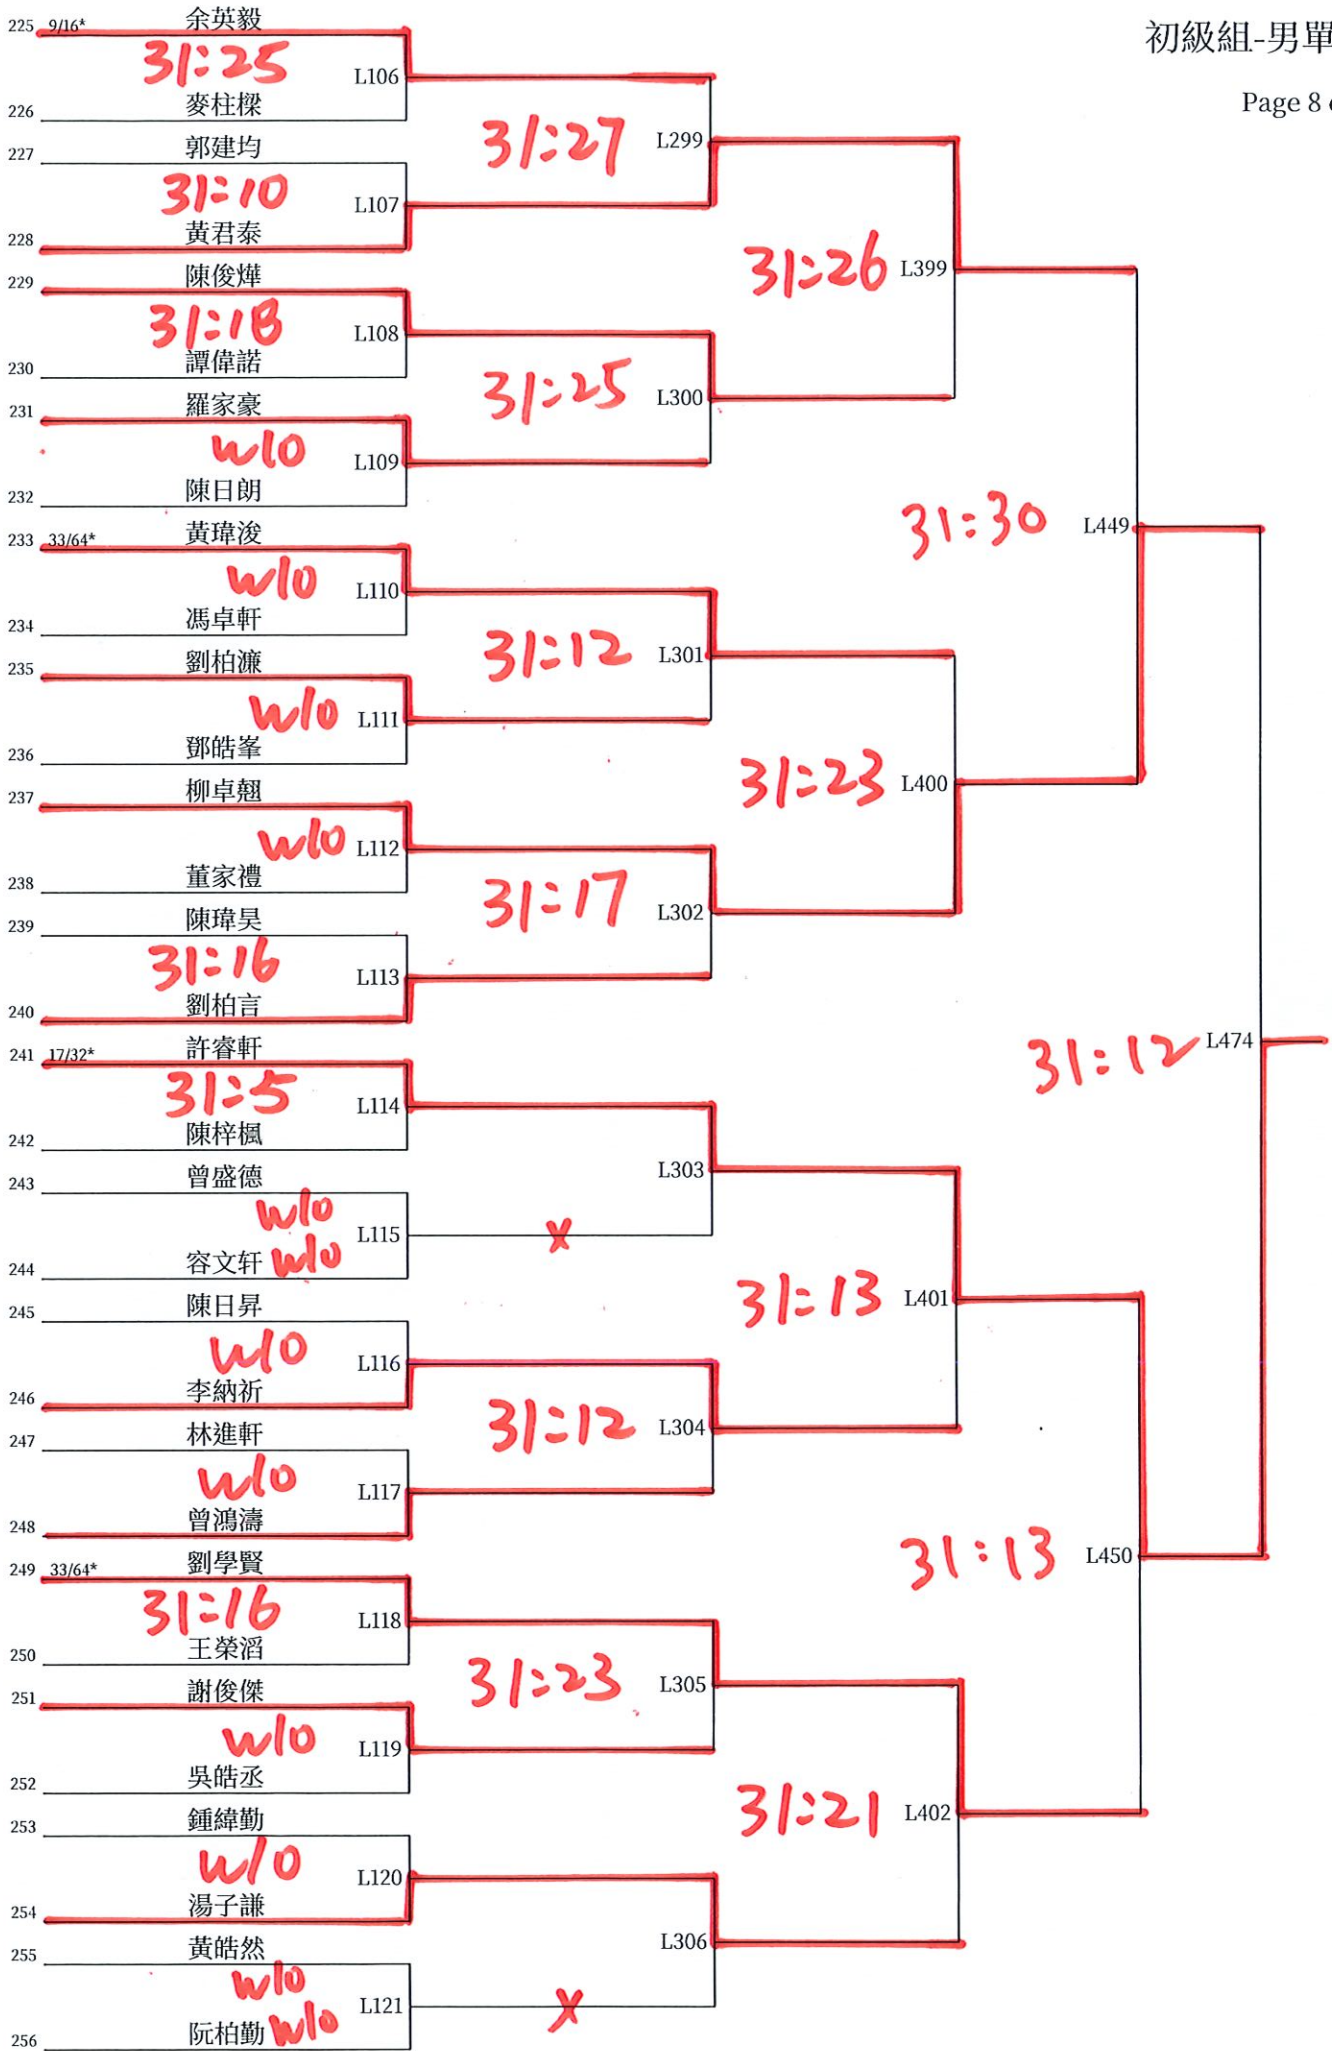 初級組-男單
Page 8
225 9/16* 余英毅
31:25
L106
226 麥柱樑
31:27
L299
227 郭建均
31:10
L107
228 黃君泰
31:26
L399
229 陳俊燁
31:18
L108
230 譚偉諾
31:25
L300
231 羅家豪
w/o
L109
232 陳日朗
31:30
L449
233 33/64* 黃瑋浚
w/o
L110
234 馮卓軒
31:12
L301
235 劉柏濂
w/o
L111
236 鄧皓峯
31:23
L400
237 柳卓翹
w/o
L112
238 董家禮
31:17
L302
239 陳瑋昊
31:16
L113
240 劉柏言
31:12
L474
241 17/32* 許睿軒
31:5
L114
242 陳梓楓
L303
243 曾盛德
w/o
L115
x
244 容文轩 w/o
31:13
L401
245 陳日昇
w/o
L116
246 李納祈
31:12
L304
247 林進軒
w/o
L117
248 曾鴻濤
31:13
L450
249 33/64* 劉學賢
31:16
L118
250 王榮滔
31:23
L305
251 謝俊傑
w/o
L119
252 吳皓丞
31:21
L402
253 鍾緯勤
w/o
L120
254 湯子謙
L306
255 黃皓然
w/o
L121
x
256 阮柏勤 w/o